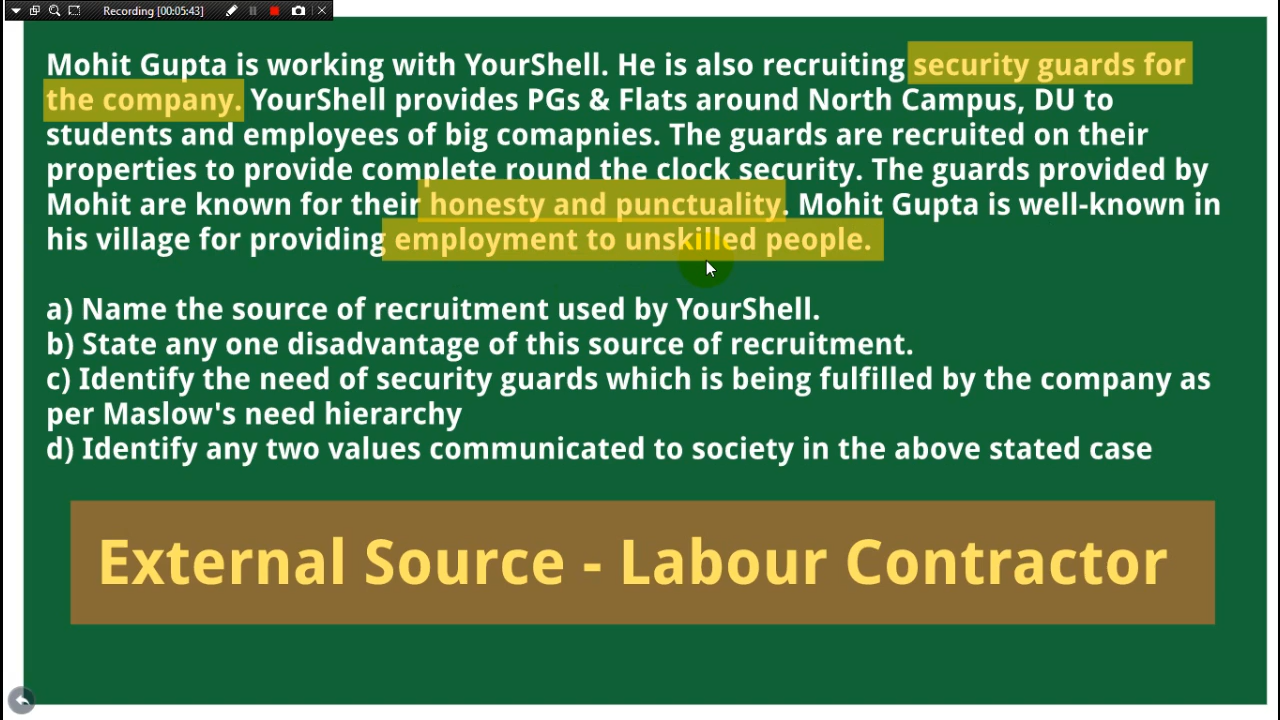 Recording [00:05:43]
Mohit Gupta is working with YourShell. He is also recruiting security guards for
the company. YourShell provides PGs & Flats around North Campus, DU to
students and employees of big comapnies. The guards are recruited on their
properties to provide complete round the clock security. The guards provided by
Mohit are known for their honesty and punctuality. Mohit Gupta is well-known in
his village for providing employment to unskilled people.
a) Name the source of recruitment used by YourShell.
b) State any one disadvantage of this source of recruitment.
c) Identify the need of security guards which is being fulfilled by the company as
per Maslow's need hierarchy
d) Identify any two values communicated to society in the above stated case
External Source - Labour Contractor